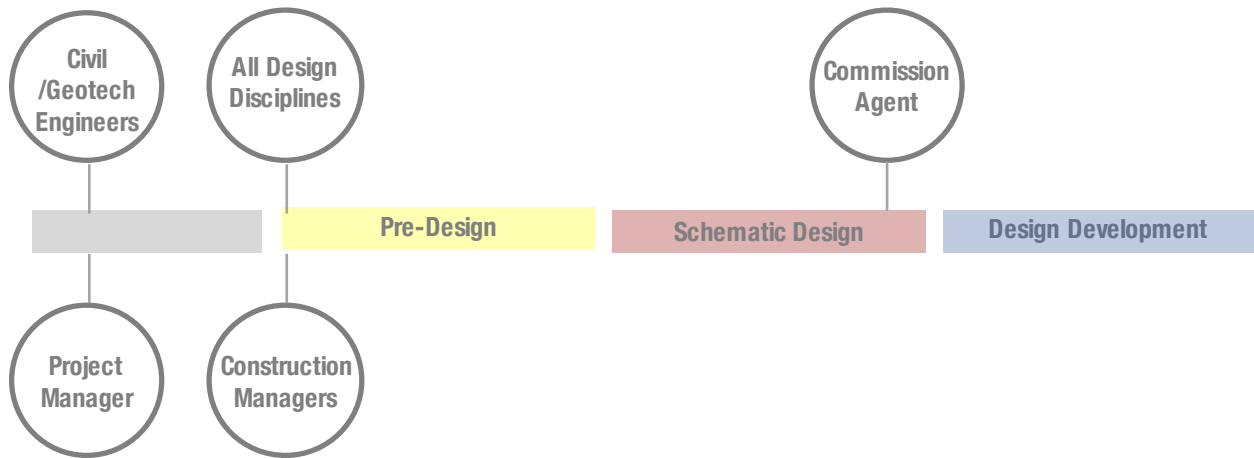 Civil
/Geotech
Engineers
All Design
Disciplines
Commission
Agent
Pre-Design
Schematic Design
Design Development
Project
Manager
Construction
Managers